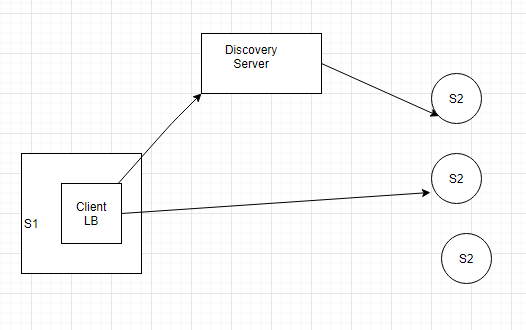 Discovery
Server
S2
S2
Client
LB
S1
S2